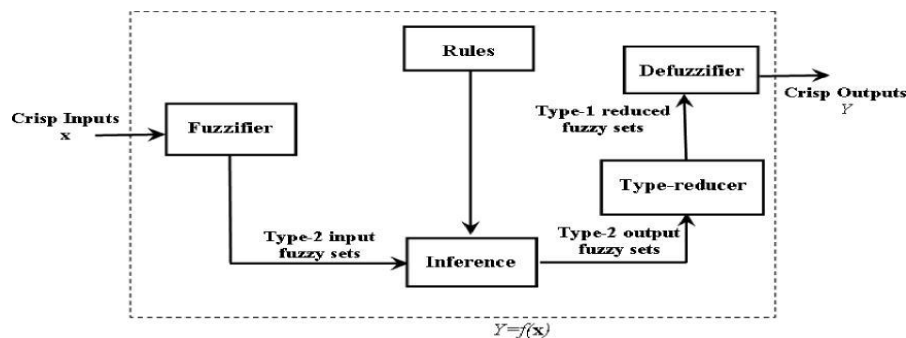 Rules
Defuzzifier
Crisp Inputs
x
Fuzzifier
Type-1 reduced
fuzzy sets
Crisp Outputs
Y
Type-reducer
Type-2 input
fuzzy sets
Inference
Type-2 output
fuzzy sets
Y=f(x)